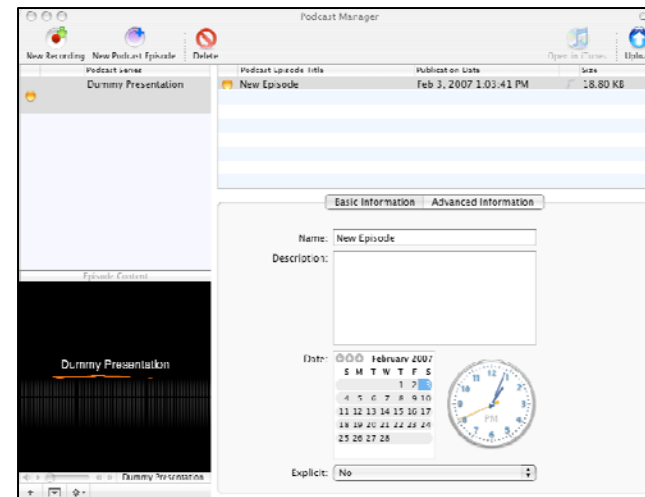 Podcast Manager
New Recording New Podcast Episode Delete
Open in iTunes
Podcast Series
Podcast Episode Title Publication Date Size
Dummy Presentation
New Episode Feb 3, 2007 1:03:41 PM 18.80 KB
Basic Information Advanced Information
Name: New Episode
Description:
Episode Content
Dummy Presentation
Date: February 2007
S M T W T F S
1 2 3
4 5 6 7 8 9 10
11 12 13 14 15 16 17
18 19 20 21 22 23 24
25 26 27 28
12
PM
Explicit: No
Dummy Presentation